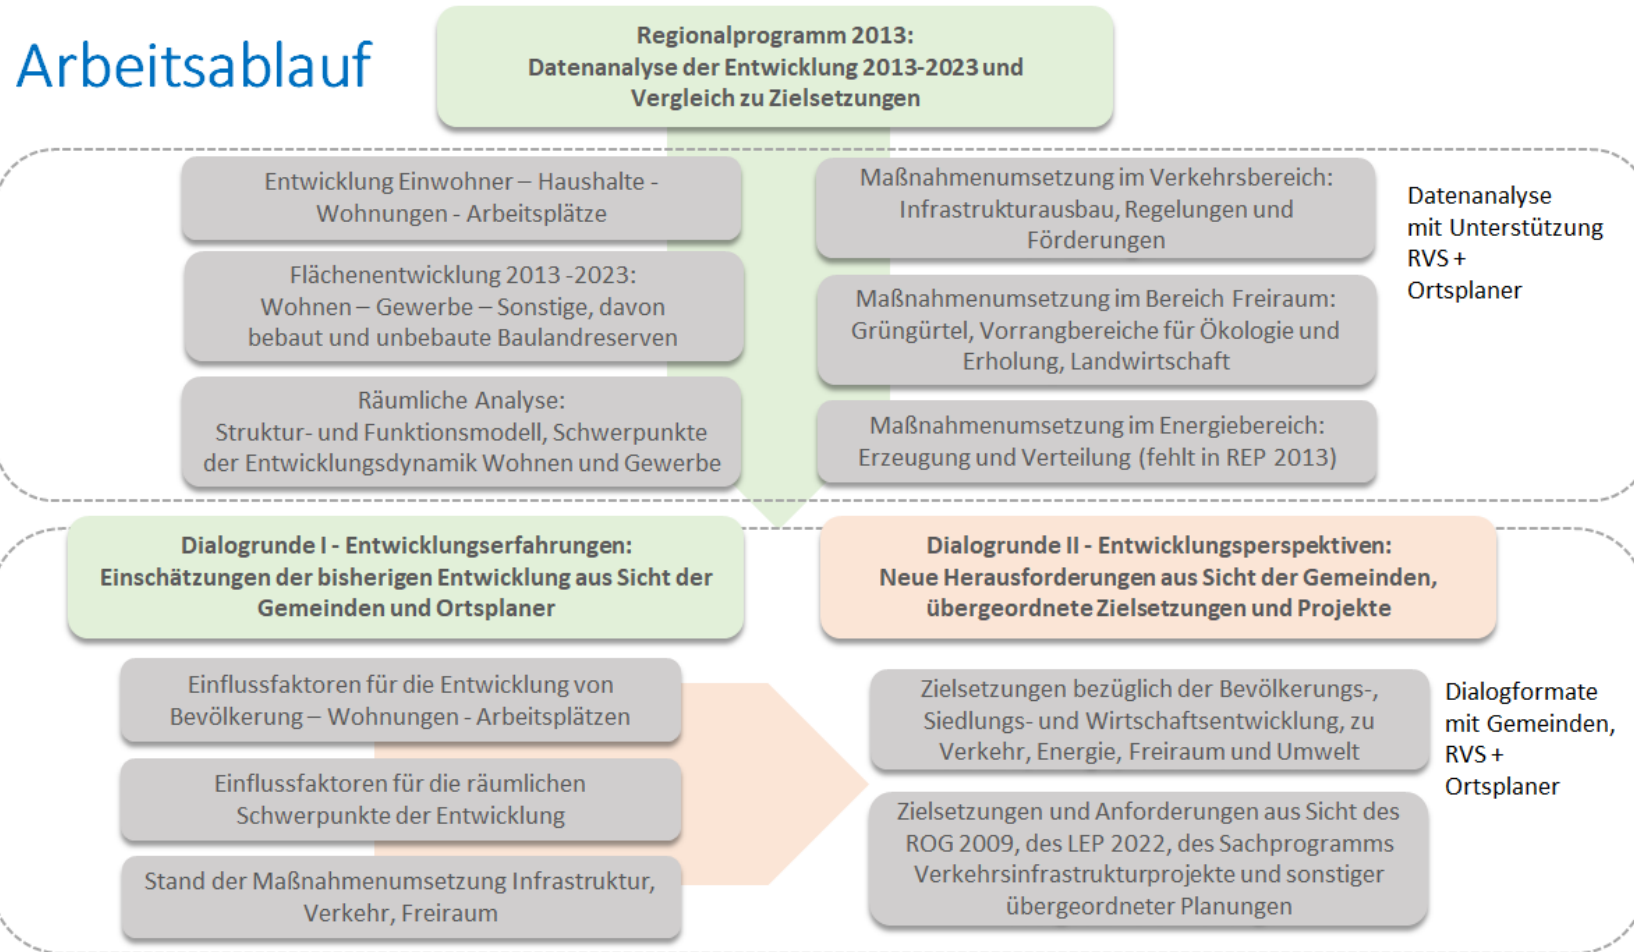 Arbeitsablauf
Regionalprogramm 2013:
Datenanalyse der Entwicklung 2013-2023 und
Vergleich zu Zielsetzungen
Entwicklung Einwohner – Haushalte -
Wohnungen - Arbeitsplätze
Flächenentwicklung 2013 -2023:
Wohnen – Gewerbe – Sonstige, davon
bebaut und unbebaute Baulandreserven
Räumliche Analyse:
Struktur- und Funktionsmodell, Schwerpunkte
der Entwicklungsdynamik Wohnen und Gewerbe
Maßnahmenumsetzung im Verkehrsbereich:
Infrastrukturausbau, Regelungen und
Förderungen
Maßnahmenumsetzung im Bereich Freiraum:
Grüngürtel, Vorrangbereiche für Ökologie und
Erholung, Landwirtschaft
Maßnahmenumsetzung im Energiebereich:
Erzeugung und Verteilung (fehlt in REP 2013)
Datenanalyse
mit Unterstützung
RVS +
Ortsplaner
Dialogrunde I - Entwicklungserfahrungen:
Einschätzungen der bisherigen Entwicklung aus Sicht der
Gemeinden und Ortsplaner
Einflussfaktoren für die Entwicklung von
Bevölkerung – Wohnungen - Arbeitsplätzen
Einflussfaktoren für die räumlichen
Schwerpunkte der Entwicklung
Stand der Maßnahmenumsetzung Infrastruktur,
Verkehr, Freiraum
Dialogrunde II - Entwicklungsperspektiven:
Neue Herausforderungen aus Sicht der Gemeinden,
übergeordnete Zielsetzungen und Projekte
Zielsetzungen bezüglich der Bevölkerungs-,
Siedlungs- und Wirtschaftsentwicklung, zu
Verkehr, Energie, Freiraum und Umwelt
Zielsetzungen und Anforderungen aus Sicht des
ROG 2009, des LEP 2022, des Sachprogramms
Verkehrsinfrastrukturprojekte und sonstiger
übergeordneter Planungen
Dialogformate
mit Gemeinden,
RVS +
Ortsplaner